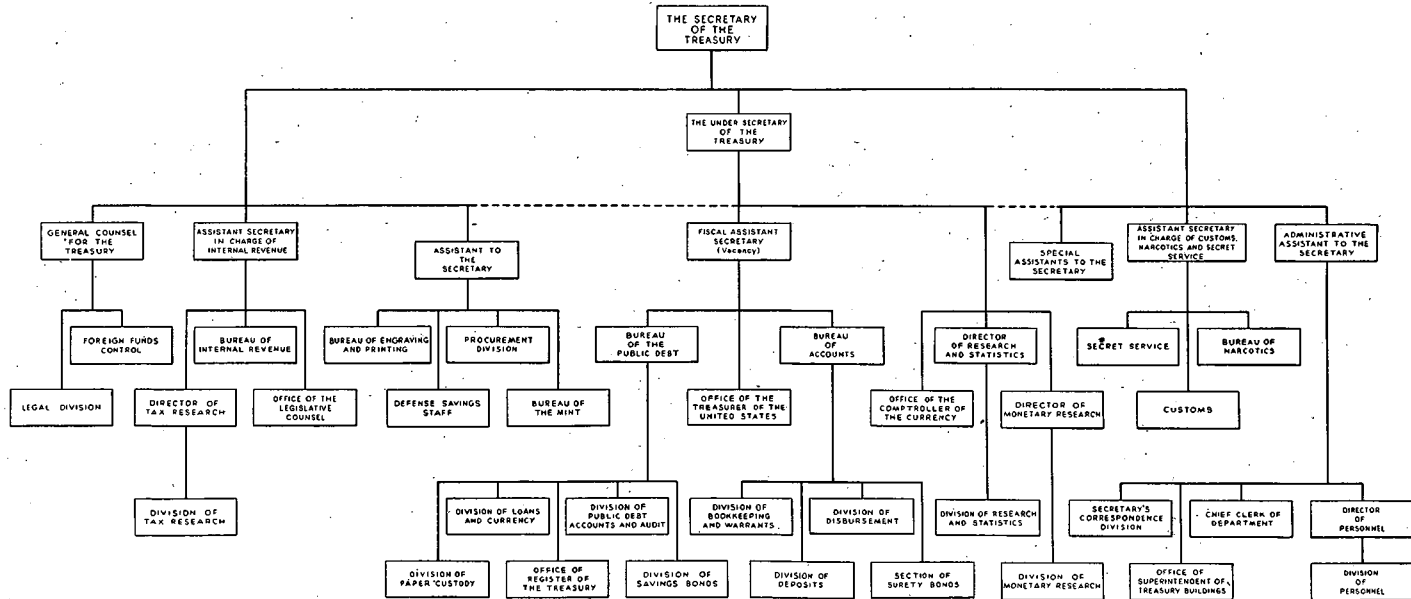 THE SECRETARY
OF THE
TREASURY
THE UNDER SECRETARY
OF THE
TREASURY
GENERAL COUNSEL
FOR THE
TREASURY
ASSISTANT SECRETARY
IN CHARGE OF
INTERNAL REVENUE
ASSISTANT TO
THE
SECRETARY
FISCAL ASSISTANT
SECRETARY
(Vacancy)
SPECIAL
ASSISTANTS TO THE
SECRETARY
ASSISTANT SECRETARY
IN CHARGE OF CUSTOMS,
NARCOTICS AND SECRET
SERVICE
ADMINISTRATIVE
ASSISTANT TO THE
SECRETARY
FOREIGN FUNDS
CONTROL
BUREAU OF
INTERNAL REVENUE
BUREAU OF ENGRAVING
AND PRINTING
PROCUREMENT
DIVISION
BUREAU
OF THE
PUBLIC DEBT
BUREAU
OF
ACCOUNTS
DIRECTOR
OF RESEARCH
AND STATISTICS
SECRET SERVICE
BUREAU OF
NARCOTICS
LEGAL DIVISION
DIRECTOR OF
TAX RESEARCH
OFFICE OF THE
LEGISLATIVE
COUNSEL
DEFENSE SAVINGS
STAFF
BUREAU OF
THE MINT
OFFICE OF THE
TREASURER OF THE
UNITED STATES
OFFICE OF THE
COMPTROLLER OF
THE CURRENCY
DIRECTOR OF
MONETARY RESEARCH
CUSTOMS
DIVISION OF
TAX RESEARCH
DIVISION OF LOANS
AND CURRENCY
DIVISION OF
PUBLIC DEBT
ACCOUNTS AND AUDIT
DIVISION OF
BOOKKEEPING
AND WARRANTS
DIVISION OF
DISBURSEMENT
DIVISION OF RESEARCH
AND STATISTICS
SECRETARY'S
CORRESPONDENCE
DIVISION
CHIEF CLERK OF
DEPARTMENT
DIRECTOR
OF
PERSONNEL
DIVISION OF
PAPER CUSTODY
OFFICE OF
REGISTER OF
THE TREASURY
DIVISION OF
SAVINGS BONDS
DIVISION OF
DEPOSITS
SECTION OF
SURETY BONDS
DIVISION OF
MONETARY RESEARCH
OFFICE OF
SUPERINTENDENT OF
TREASURY BUILDINGS
DIVISION
OF
PERSONNEL